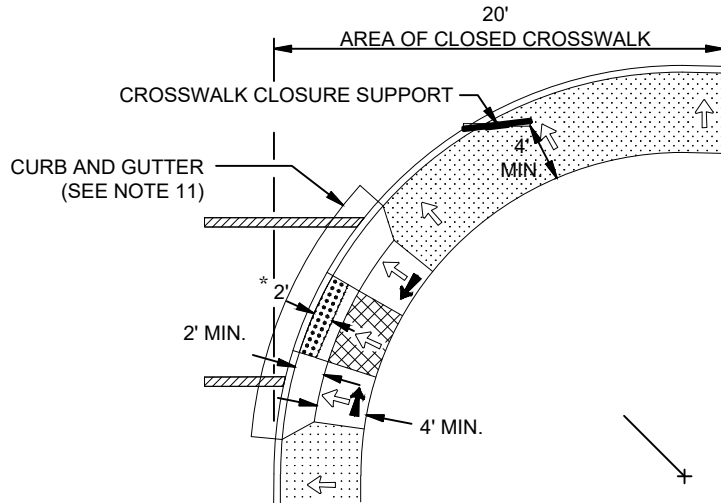 20'
AREA OF CLOSED CROSSWALK
CROSSWALK CLOSURE SUPPORT
4'
MIN.
CURB AND GUTTER
(SEE NOTE 11)
* 2'
2' MIN.
4' MIN.